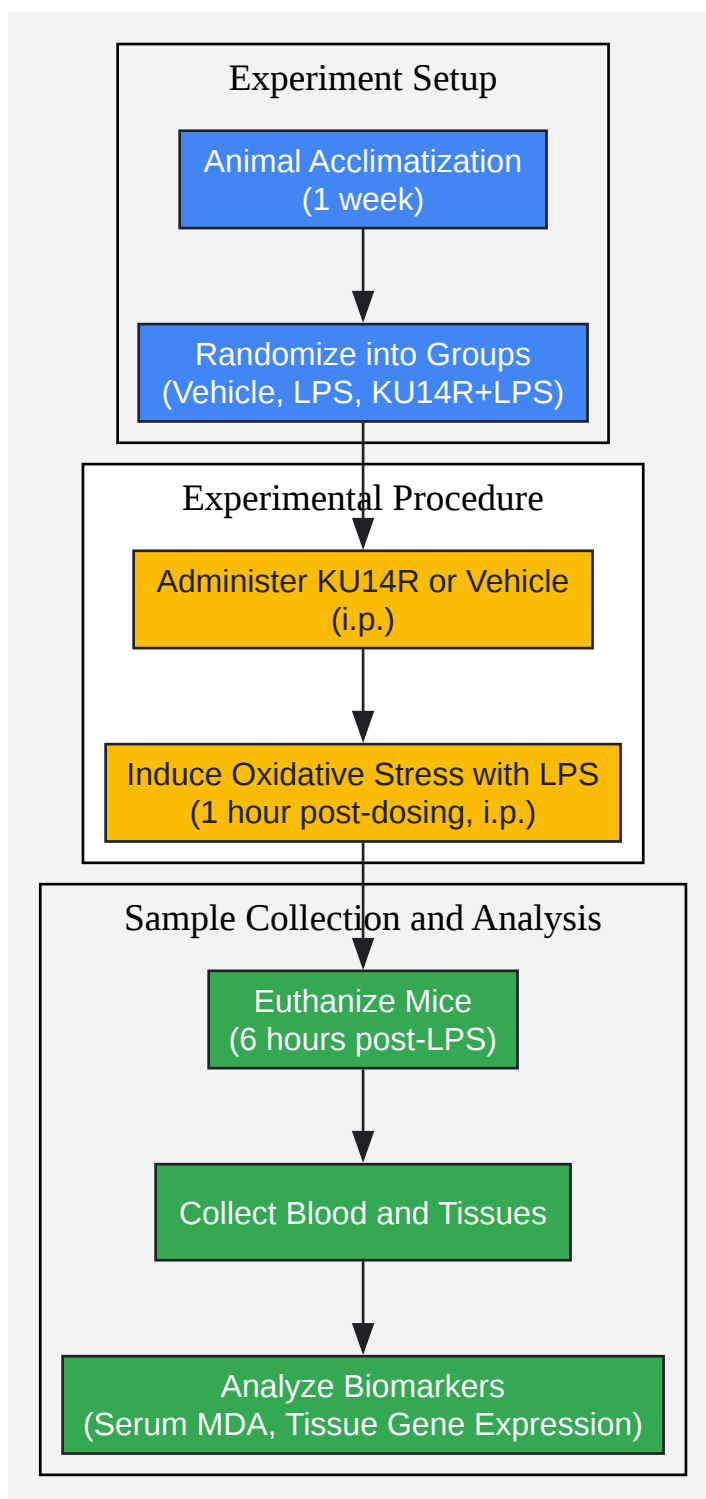 Experiment Setup
Animal Acclimatization
(1 week)
Randomize into Groups
(Vehicle, LPS, KU14R+LPS)
Experimental Procedure
Administer KU14R or Vehicle
(i.p.)
Induce Oxidative Stress with LPS
(1 hour post-dosing, i.p.)
Sample Collection and Analysis
Euthanize Mice
(6 hours post-LPS)
Collect Blood and Tissues
Analyze Biomarkers
(Serum MDA, Tissue Gene Expression)